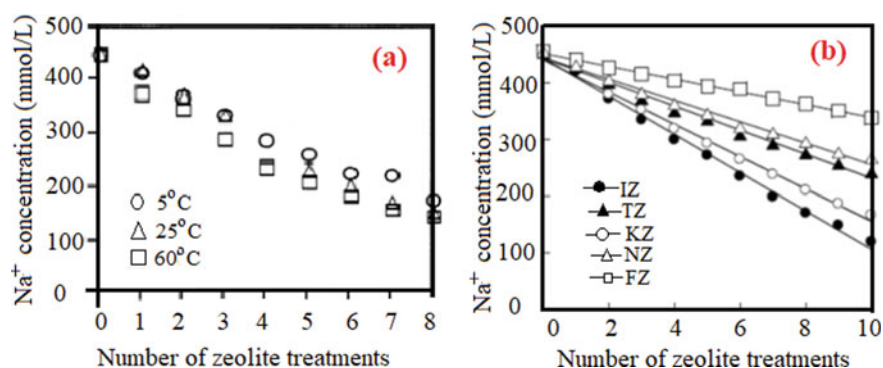 (a)
Na⁺ concentration (mmol/L)
500
400
300
200
100
0
5°C
25°C
60°C
0 1 2 3 4 5 6 7 8
Number of zeolite treatments
(b)
Na⁺ concentration (mmol/L)
500
400
300
200
100
0
IZ
TZ
KZ
NZ
FZ
0 2 4 6 8 10
Number of zeolite treatments